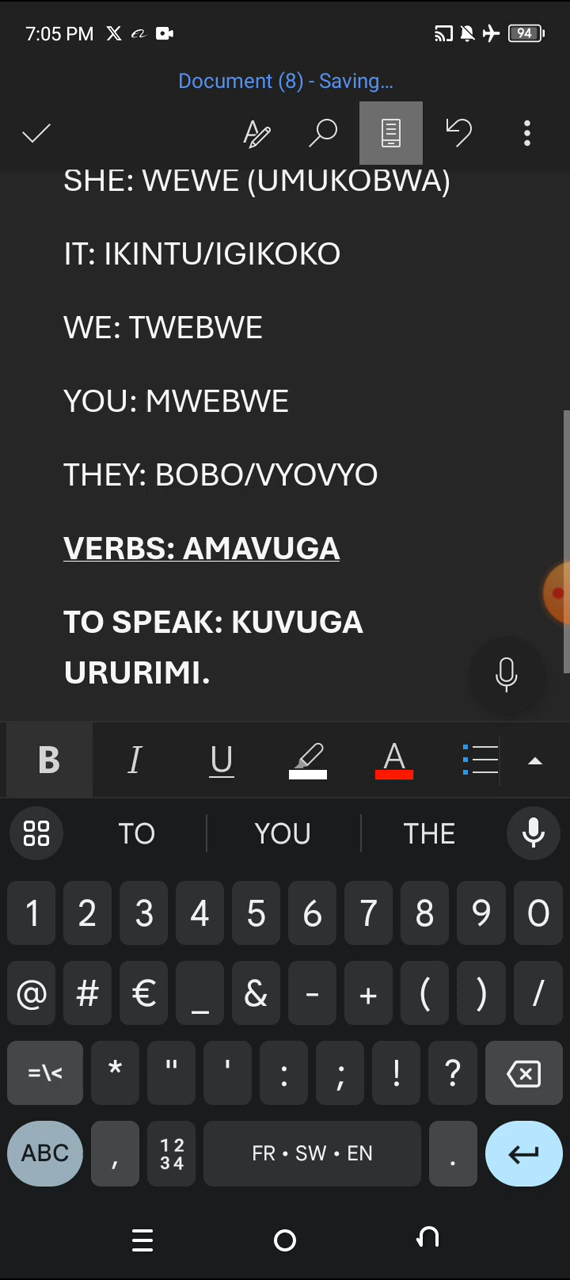 7:05 PM X 94
Document (8) - Saving...
SHE: WEWE (UMUKOBWA)
IT: IKINTU/IGIKOKO
WE: TWEBWE
YOU: MWEBWE
THEY: BOBO/VYOVYO
VERBS: AMAVUGA
TO SPEAK: KUVUGA
URURIMI.
B I U A
TO YOU THE
1 2 3 4 5 6 7 8 9 0
@ # € _ & - + ( ) /
=\< * " ' : ; ! ?
ABC , 12 34 FR • SW • EN .